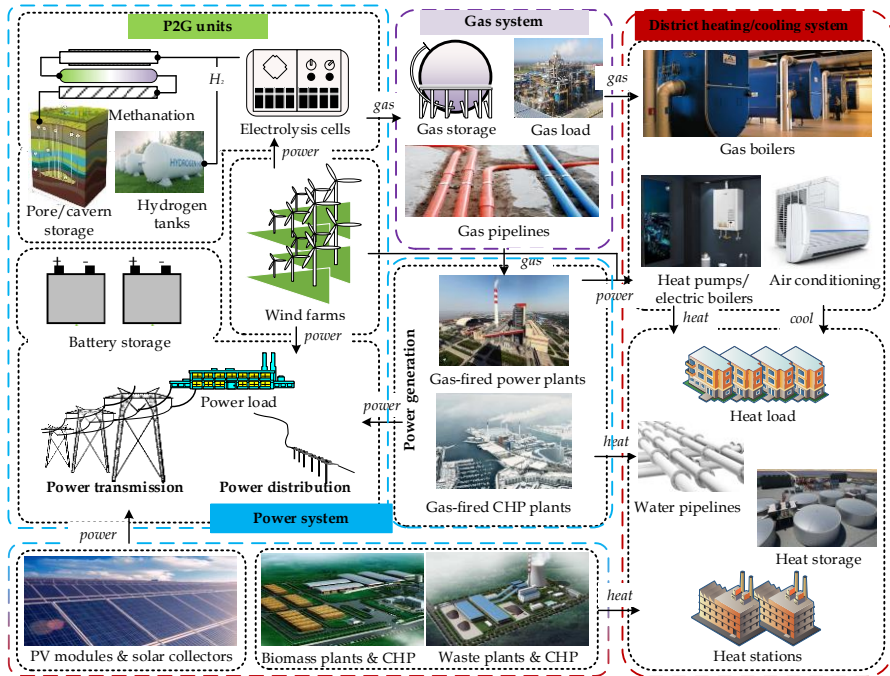 P2G units
Gas system
District heating/cooling system
H2
Methanation
Electrolysis cells
Pore/cavern
storage
HYDROGEN
Hydrogen
tanks
power
gas
Gas storage
Gas load
Gas pipelines
gas
Gas boilers
Heat pumps/
electric boilers
Air conditioning
Wind farms
power
gas
power
heat
cool
+ −
+ −
Battery storage
Power load
Power transmission
Power distribution
Power system
power
Power generation
Gas-fired power plants
Gas-fired CHP plants
heat
Heat load
Water pipelines
Heat storage
Heat stations
power
PV modules & solar collectors
Biomass plants & CHP
Waste plants & CHP
heat